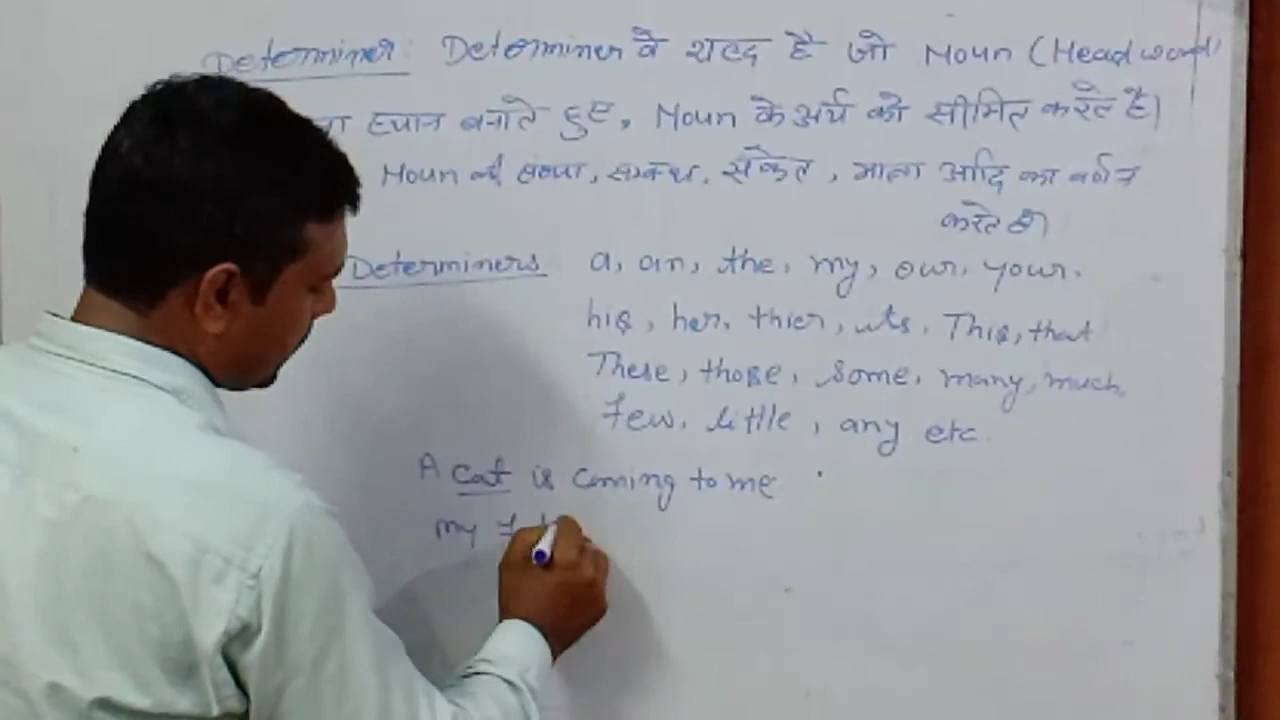 Determiner: Determiner वे शब्द है जो Noun (Head word)
स्थान बनाते हुए, Noun के अर्थ को सीमित करते है।
Noun की संख्या, सम्बन्ध, संकेत, मात्रा आदि का वर्णन
करते है।
Determiners a, an, the, my, our, your,
his, her, thier, its, This, that
These, those, some, many, much,
few, little, any etc.
A cat is coming to me
my